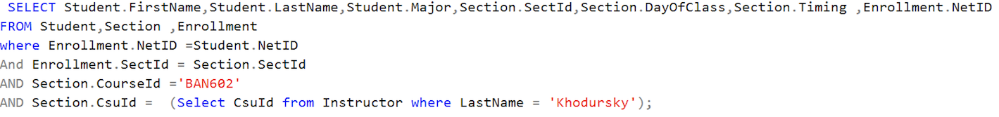 SELECT Student.FirstName,Student.LastName,Student.Major,Section.SectId,Section.DayOfClass,Section.Timing ,Enrollment.NetID
FROM Student,Section ,Enrollment
where Enrollment.NetID =Student.NetID
And Enrollment.SectId = Section.SectId
AND Section.CourseId ='BAN602'
AND Section.CsuId =  (Select CsuId from Instructor where LastName = 'Khodursky');